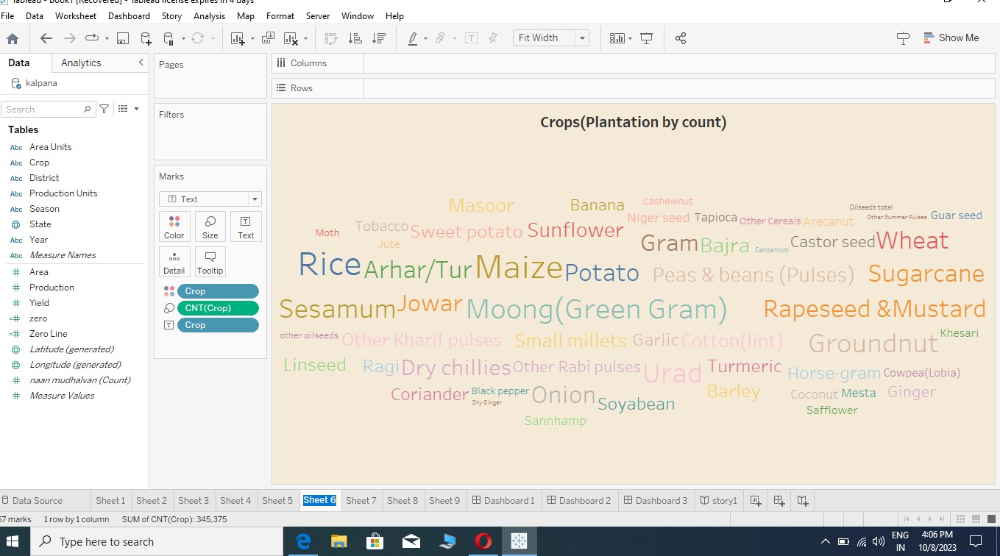 Tableau - Book1 [Recovered] - Tableau license expires in 4 days
File Data Worksheet Dashboard Story Analysis Map Format Server Window Help
Fit Width
Show Me
Data Analytics
kalpana
Search
Tables
Abc Area Units
Abc Crop
Abc District
Abc Production Units
Abc Season
State
Abc Year
Abc Measure Names
Area
Production
Yield
zero
Zero Line
Latitude (generated)
Longitude (generated)
naan mudhalvan (Count)
Measure Values
Pages
Filters
Marks
Text
Color Size Text
Detail Tooltip
Crop
CNT(Crop)
Crop
Columns
Rows
Crops(Plantation by count)
Masoor Banana Cashewnut Oilseeds total
Tobacco Sweet potato Sunflower Niger seed Tapioca Other Cereals Arecanut Other Summer Pulses Guar seed
Moth Jute Gram Bajra Cardamom Castor seed Wheat
Rice Arhar/Tur Maize Potato Peas & beans (Pulses) Sugarcane
Sesamum Jowar Moong(Green Gram) Rapeseed &Mustard
other oilseeds Other Kharif pulses Small millets Garlic Cotton(lint) Groundnut Khesari
Linseed Ragi Dry chillies Other Rabi pulses Urad Turmeric Horse-gram Cowpea(Lobia)
Coriander Black pepper Onion Soyabean Barley Coconut Mesta Ginger
Dry Ginger Safflower
Sannhamp
Data Source Sheet 1 Sheet 2 Sheet 3 Sheet 4 Sheet 5 Sheet 6 Sheet 7 Sheet 8 Sheet 9 Dashboard 1 Dashboard 2 Dashboard 3 story1
57 marks 1 row by 1 column SUM of CNT(Crop): 345,375
Type here to search
ENG
IN
4:06 PM
10/8/2023